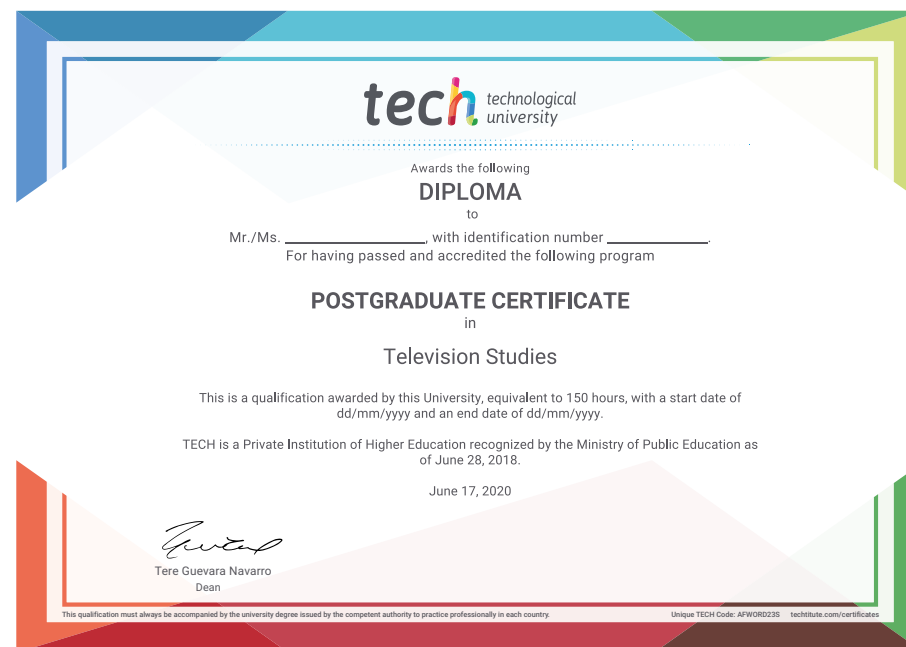 tech technological
university
Awards the following
DIPLOMA
to
Mr./Ms. ____________________, with identification number ______________.
For having passed and accredited the following program
POSTGRADUATE CERTIFICATE
in
Television Studies
This is a qualification awarded by this University, equivalent to 150 hours, with a start date of
dd/mm/yyyy and an end date of dd/mm/yyyy.
TECH is a Private Institution of Higher Education recognized by the Ministry of Public Education as
of June 28, 2018.
June 17, 2020
Tere Guevara Navarro
Dean
This qualification must always be accompanied by the university degree issued by the competent authority to practice professionally in each country. Unique TECH Code: AFWORD23S techtitute.com/certificates